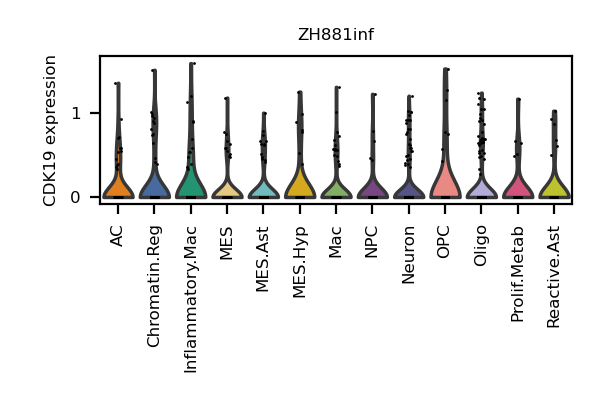 ZH881inf
CDK19 expression
1
0
AC
Chromatin.Reg
Inflammatory.Mac
MES
MES.Ast
MES.Hyp
Mac
NPC
Neuron
OPC
Oligo
Prolif.Metab
Reactive.Ast